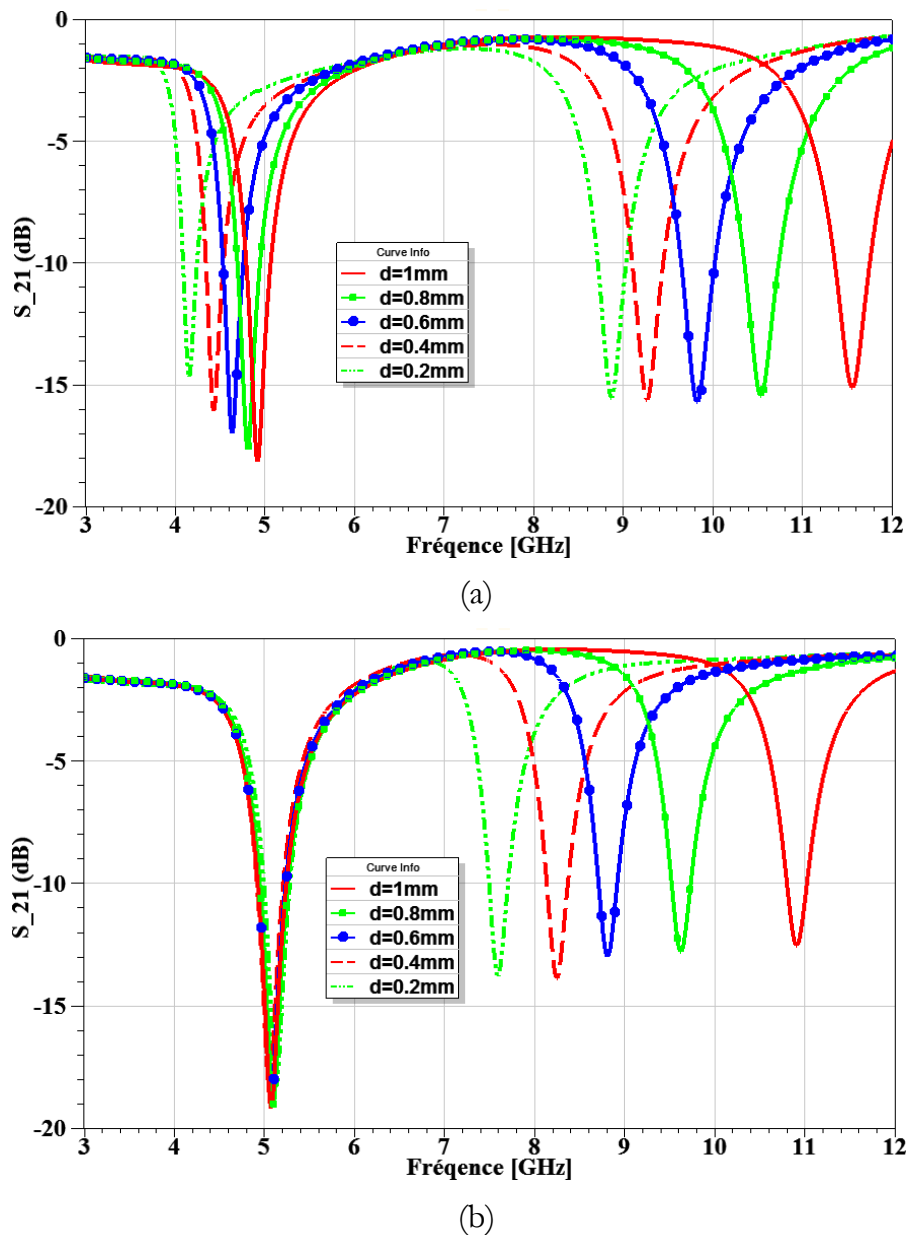 0
-5
-10
-15
-20
S_21 (dB)
Curve Info
d=1mm
d=0.8mm
d=0.6mm
d=0.4mm
d=0.2mm
3 4 5 6 7 8 9 10 11 12
Fréqence [GHz]
(a)
0
-5
-10
-15
-20
S_21 (dB)
Curve Info
d=1mm
d=0.8mm
d=0.6mm
d=0.4mm
d=0.2mm
3 4 5 6 7 8 9 10 11 12
Fréqence [GHz]
(b)